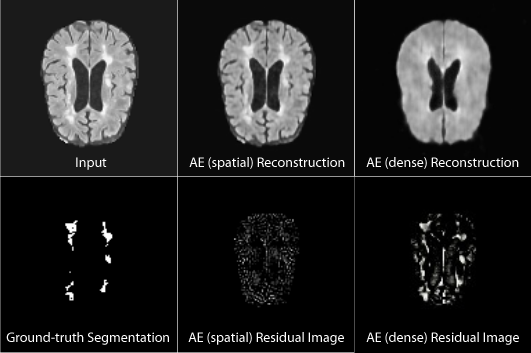 Input
AE (spatial) Reconstruction
AE (dense) Reconstruction
Ground-truth Segmentation
AE (spatial) Residual Image
AE (dense) Residual Image